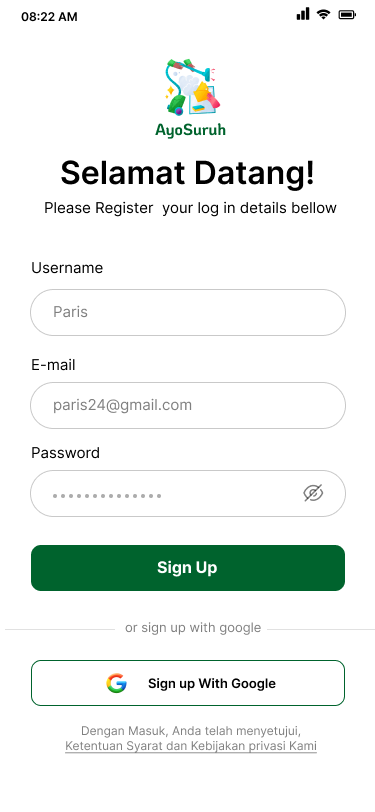 08:22 AM
AyoSuruh
Selamat Datang!
Please Register  your log in details bellow
Username
Paris
E-mail
paris24@gmail.com
Password
Sign Up
or sign up with google
Sign up With Google
Dengan Masuk, Anda telah menyetujui,
Ketentuan Syarat dan Kebijakan privasi Kami